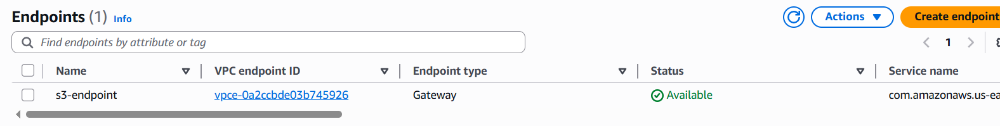 Endpoints (1) Info
Actions
Create endpoint
Find endpoints by attribute or tag
1
Name VPC endpoint ID Endpoint type Status Service name
s3-endpoint vpce-0a2ccbde03b745926 Gateway Available com.amazonaws.us-ea